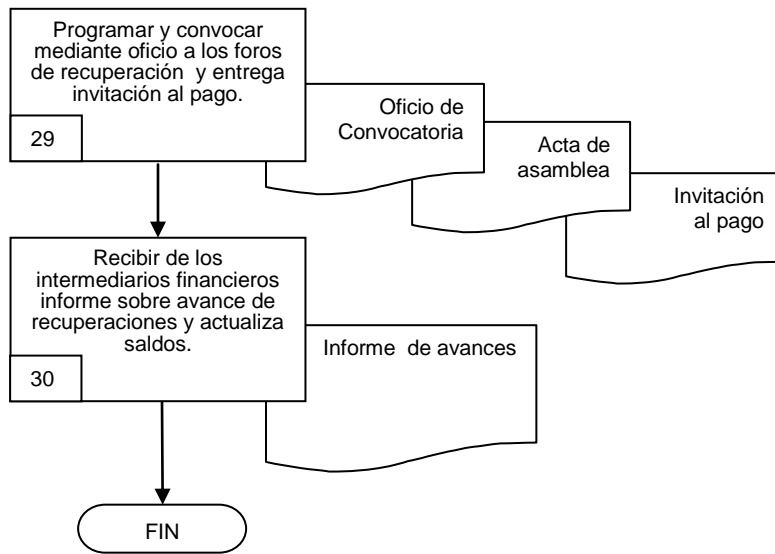 Programar y convocar
mediante oficio a los foros
de recuperación y entrega
invitación al pago.
29
Oficio de
Convocatoria
Acta de
asamblea
Invitación
al pago
Recibir de los
intermediarios financieros
informe sobre avance de
recuperaciones y actualiza
saldos.
30
Informe de avances
FIN